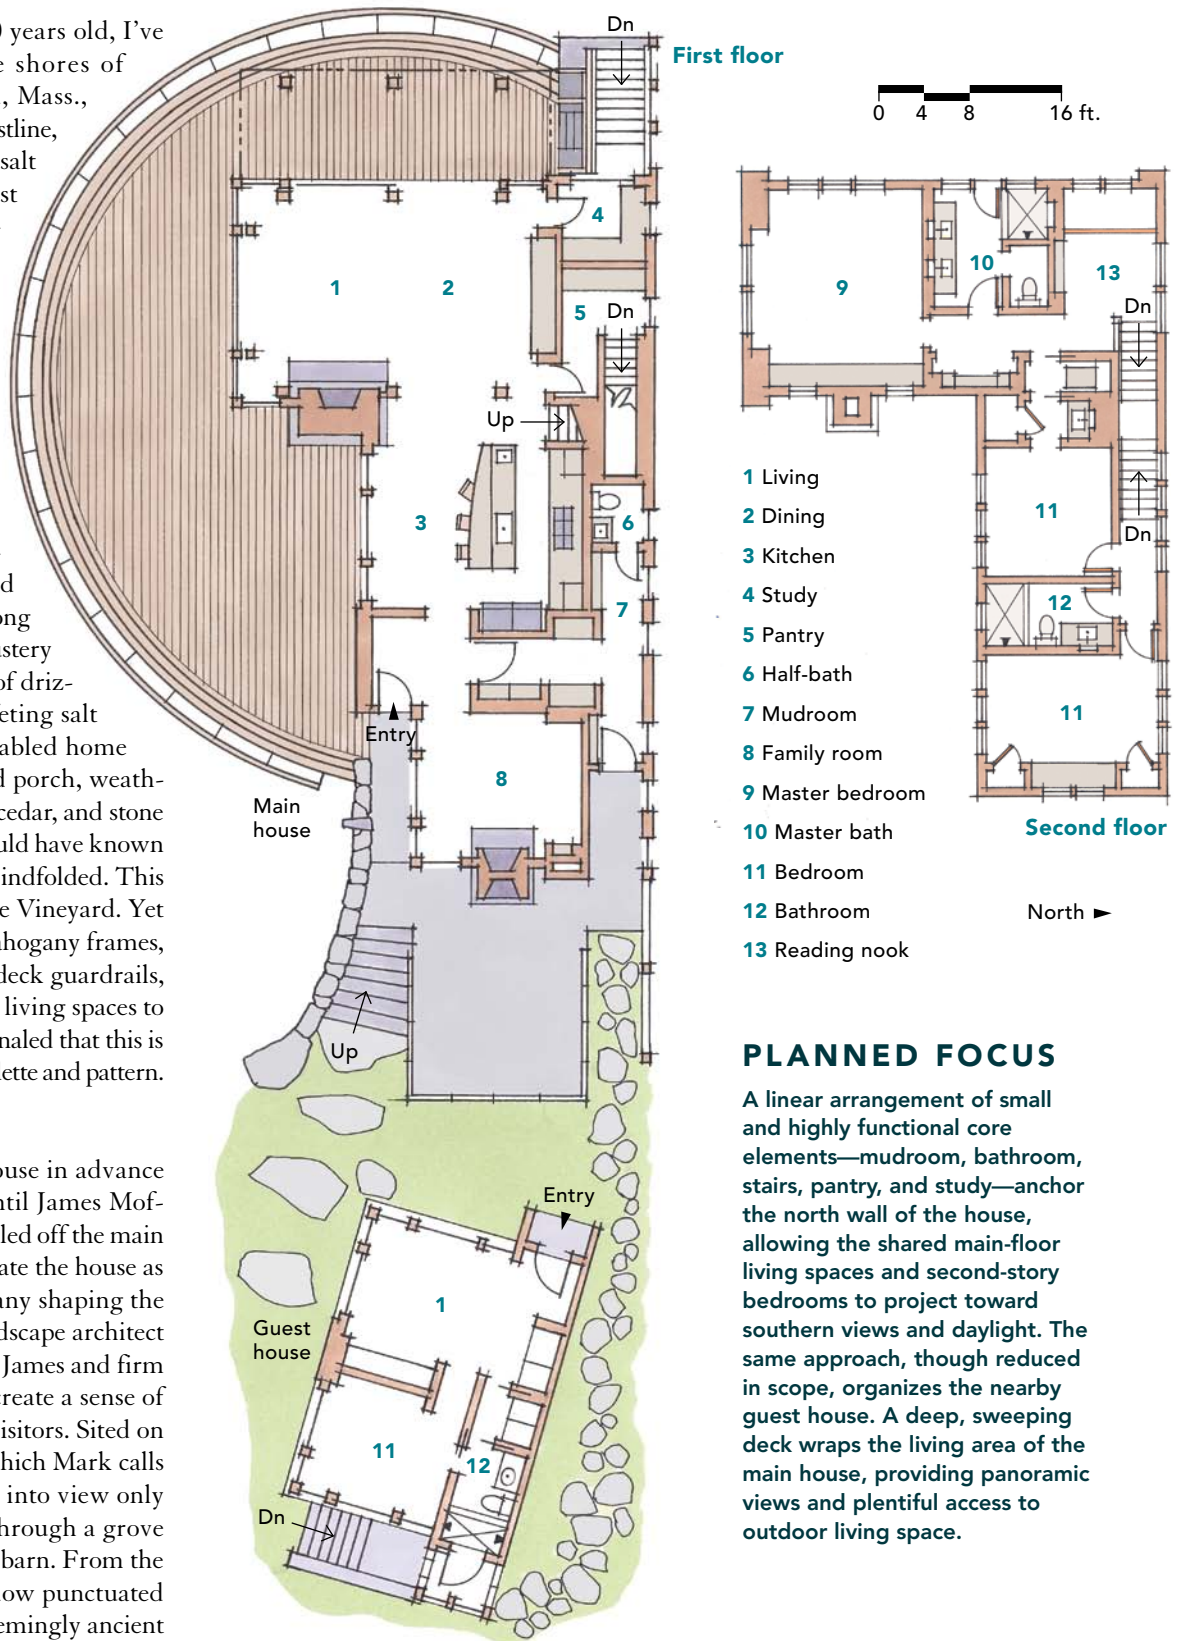 0 years old, I've
e shores of
., Mass.,
stline,
salt
st
d
ong
ustery
of driz-
eting salt
abled home
d porch, weath-
cedar, and stone
uld have known
indfolded. This
e Vineyard. Yet
ahogany frames,
deck guardrails,
living spaces to
naled that this is
lette and pattern.
ouse in advance
ntil James Mof-
led off the main
ate the house as
any shaping the
dscape architect
James and firm
create a sense of
isitors. Sited on
hich Mark calls
into view only
hrough a grove
barn. From the
low punctuated
emingly ancient
Dn
First floor
0 4 8 16 ft.
4
1
2
5
Dn
Up
3
6
7
Entry
8
Main
house
Up
Entry
1
Guest
house
11
12
Dn
9
10
13
Dn
11
Dn
12
11
Second floor
North
1 Living
2 Dining
3 Kitchen
4 Study
5 Pantry
6 Half-bath
7 Mudroom
8 Family room
9 Master bedroom
10 Master bath
11 Bedroom
12 Bathroom
13 Reading nook
PLANNED FOCUS
A linear arrangement of small
and highly functional core
elements—mudroom, bathroom,
stairs, pantry, and study—anchor
the north wall of the house,
allowing the shared main-floor
living spaces and second-story
bedrooms to project toward
southern views and daylight. The
same approach, though reduced
in scope, organizes the nearby
guest house. A deep, sweeping
deck wraps the living area of the
main house, providing panoramic
views and plentiful access to
outdoor living space.